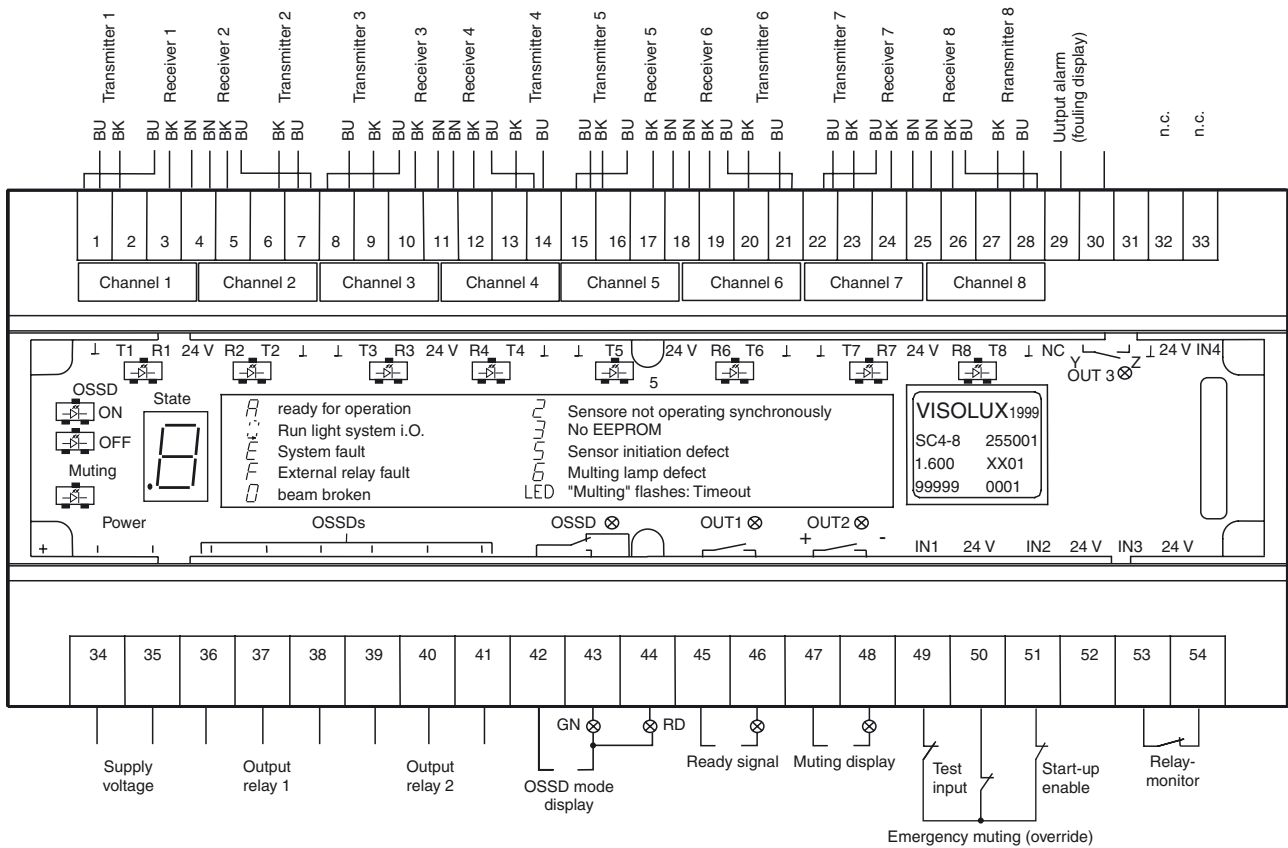 Transmitter 1
Receiver 1
Receiver 2
Transmitter 2
Transmitter 3
Receiver 3
Receiver 4
Transmitter 4
Transmitter 5
Receiver 5
Receiver 6
Transmitter 6
Transmitter 7
Receiver 7
Receiver 8
Rransmitter 8
Uutput alarm
(fouling display)
n.c.
n.c.
BU BK BU BK BN BN BK BU BK BU BU BK BU BK BN BN BK BU BK BU BU BK BU BK BN BN BK BU BK BU BU BK BU BK BN BN BK BU BK BU
1 2 3 4 5 6 7 8 9 10 11 12 13 14 15 16 17 18 19 20 21 22 23 24 25 26 27 28 29 30 31 32 33
Channel 1 Channel 2 Channel 3 Channel 4 Channel 5 Channel 6 Channel 7 Channel 8
T1 R1 24 V R2 T2 T3 R3 24 V R4 T4 T5 24 V R6 T6 T7 R7 24 V R8 T8 NC Y Z 24 V IN4
OUT 3
5
OSSD
ON
OFF
Muting
State
8.
A ready for operation
Run light system i.O.
E System fault
F External relay fault
0 beam broken
2 Sensore not operating synchronously
3 No EEPROM
5 Sensor initiation defect
6 Multing lamp defect
LED "Multing" flashes: Timeout
VISOLUX 1999
SC4-8 255001
1.600 XX01
99999 0001
Power OSSDs OSSD OUT1 OUT2
+ + - IN1 24 V IN2 24 V IN3 24 V
34 35 36 37 38 39 40 41 42 43 44 45 46 47 48 49 50 51 52 53 54
GN RD
Supply
voltage
Output
relay 1
Output
relay 2
OSSD mode
display
Ready signal
Muting display
Test
input
Start-up
enable
Relay-
monitor
Emergency muting (override)